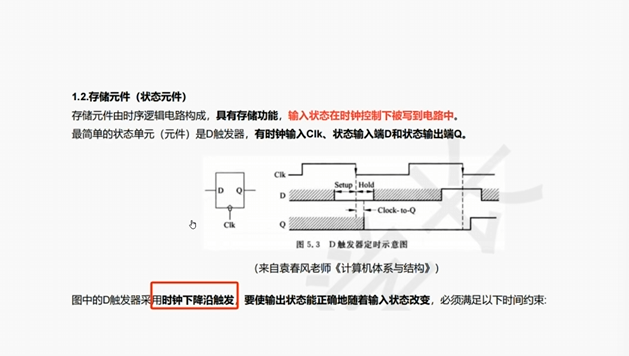 1.2.存储元件（状态元件）
存储元件由时序逻辑电路构成，具有存储功能，输入状态在时钟控制下被写到电路中。
最简单的状态单元（元件）是D触发器，有时钟输入Clk、状态输入端D和状态输出端Q。
Clk
Setup Hold
D Q
D
Clock-to-Q
Clk
Q
图 5.3 D 触发器定时示意图
（来自袁春风老师《计算机体系与结构》）
图中的D触发器采用时钟下降沿触发，要使输出状态能正确地随着输入状态改变，必须满足以下时间约束: